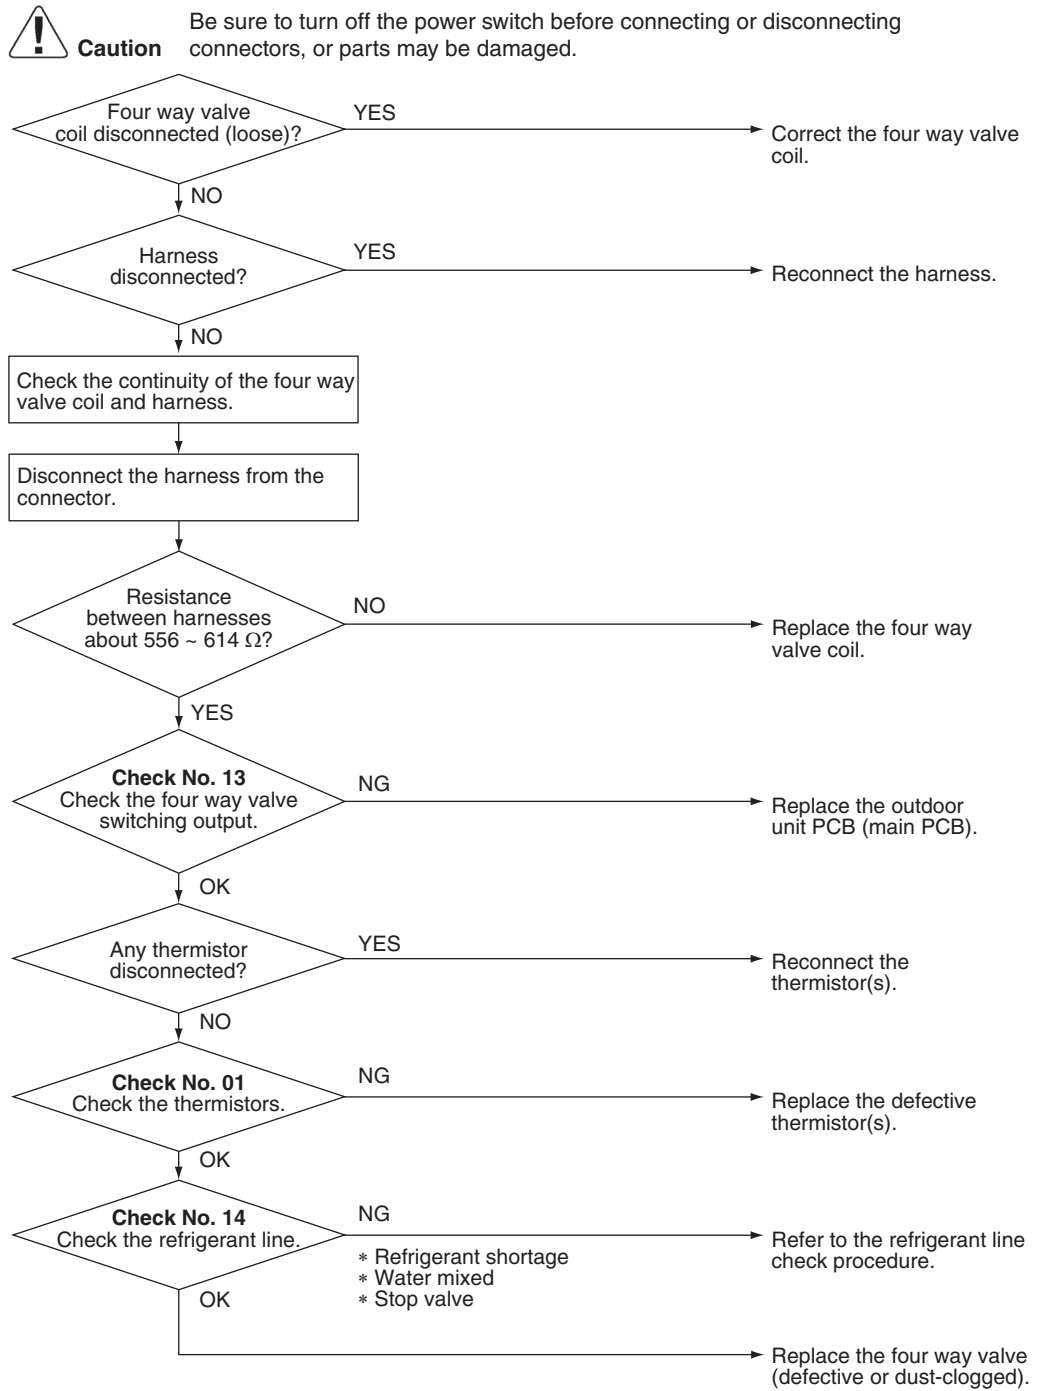 Be sure to turn off the power switch before connecting or disconnecting
Caution connectors, or parts may be damaged.
Four way valve
coil disconnected (loose)?
YES
Correct the four way valve
coil.
NO
Harness
disconnected?
YES
Reconnect the harness.
NO
Check the continuity of the four way
valve coil and harness.
Disconnect the harness from the
connector.
Resistance
between harnesses
about 556 ~ 614 Ω?
NO
Replace the four way
valve coil.
YES
Check No. 13
Check the four way valve
switching output.
NG
Replace the outdoor
unit PCB (main PCB).
OK
Any thermistor
disconnected?
YES
Reconnect the
thermistor(s).
NO
Check No. 01
Check the thermistors.
NG
Replace the defective
thermistor(s).
OK
Check No. 14
Check the refrigerant line.
NG
∗ Refrigerant shortage
∗ Water mixed
∗ Stop valve
Refer to the refrigerant line
check procedure.
OK
Replace the four way valve
(defective or dust-clogged).